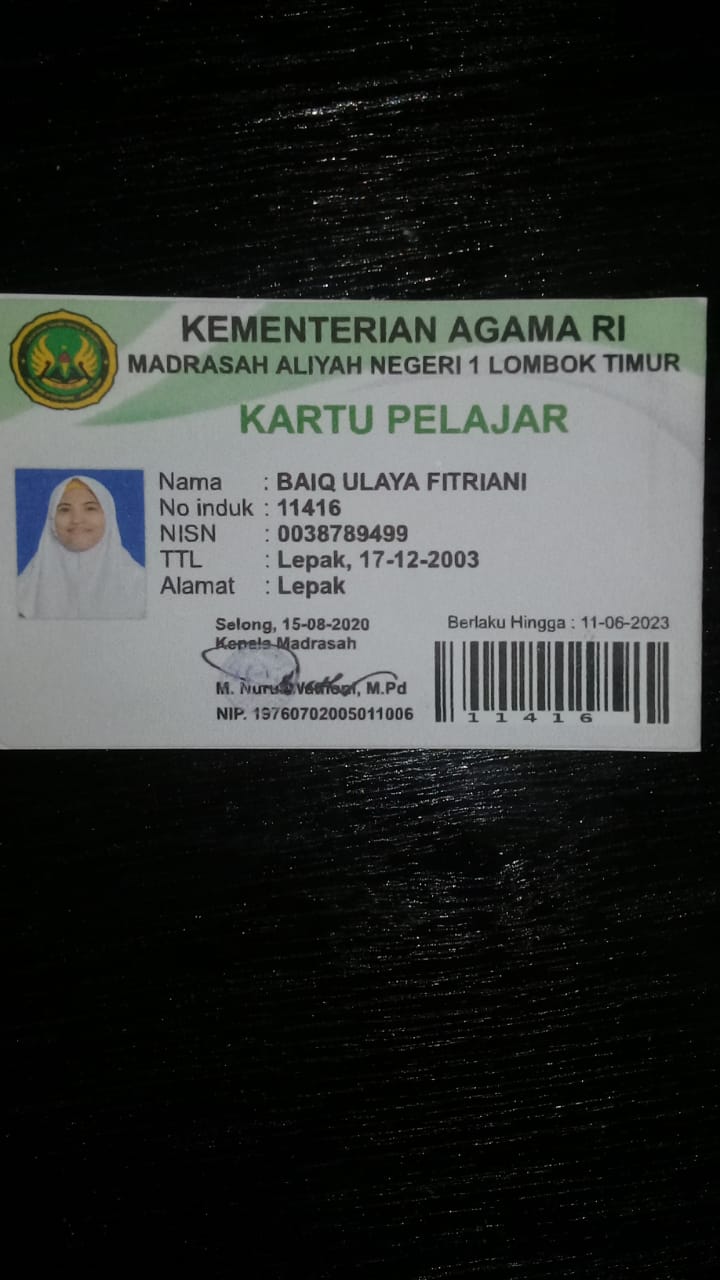 KEMENTERIAN AGAMA RI
MADRASAH ALIYAH NEGERI 1 LOMBOK TIMUR
KARTU PELAJAR
Nama : BAIQ ULAYA FITRIANI
No induk : 11416
NISN : 0038789499
TTL : Lepak, 17-12-2003
Alamat : Lepak
Selong, 15-08-2020
Kepala Madrasah
M. Nurul Wathoni, M.Pd
NIP. 19760702005011006
Berlaku Hingga : 11-06-2023
11416